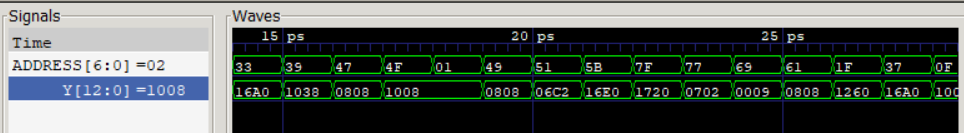 Signals
Waves
Time
15 ps 20 ps 25 ps
ADDRESS[6:0] =02
33 39 47 4F 01 49 51 5B 7F 77 69 61 1F 37 0F
Y[12:0] =1008
16A0 1038 0808 1008 0808 06C2 16E0 1720 0702 0009 0808 1260 16A0 100